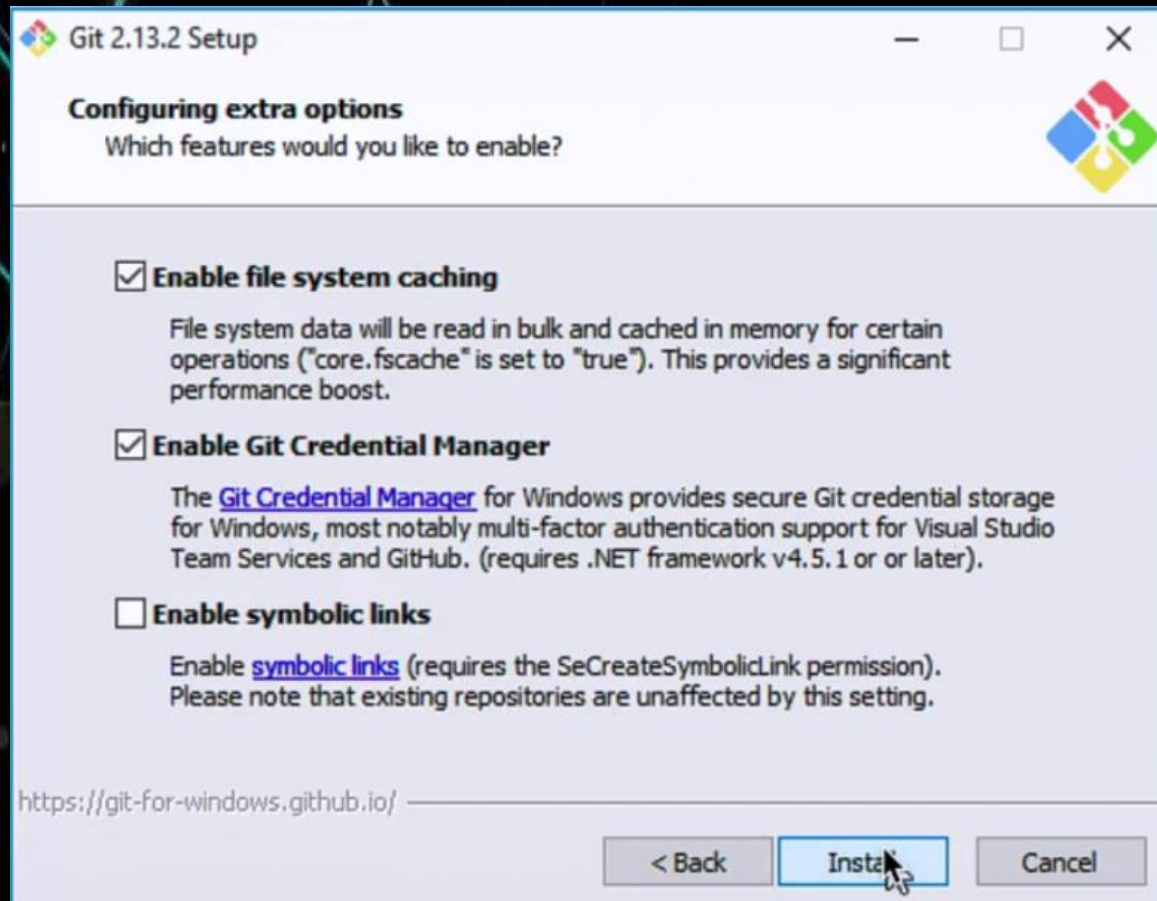 Git 2.13.2 Setup
Configuring extra options
Which features would you like to enable?
Enable file system caching
File system data will be read in bulk and cached in memory for certain
operations ("core.fscache" is set to "true"). This provides a significant
performance boost.
Enable Git Credential Manager
The Git Credential Manager for Windows provides secure Git credential storage
for Windows, most notably multi-factor authentication support for Visual Studio
Team Services and GitHub. (requires .NET framework v4.5.1 or or later).
Enable symbolic links
Enable symbolic links (requires the SeCreateSymbolicLink permission).
Please note that existing repositories are unaffected by this setting.
https://git-for-windows.github.io/
< Back
Install
Cancel